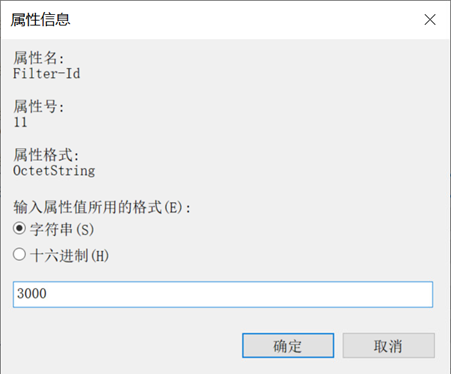 属性信息
属性名:
Filter-Id
属性号:
11
属性格式:
OctetString
输入属性值所用的格式(E):
字符串(S)
十六进制(H)
3000
确定 取消